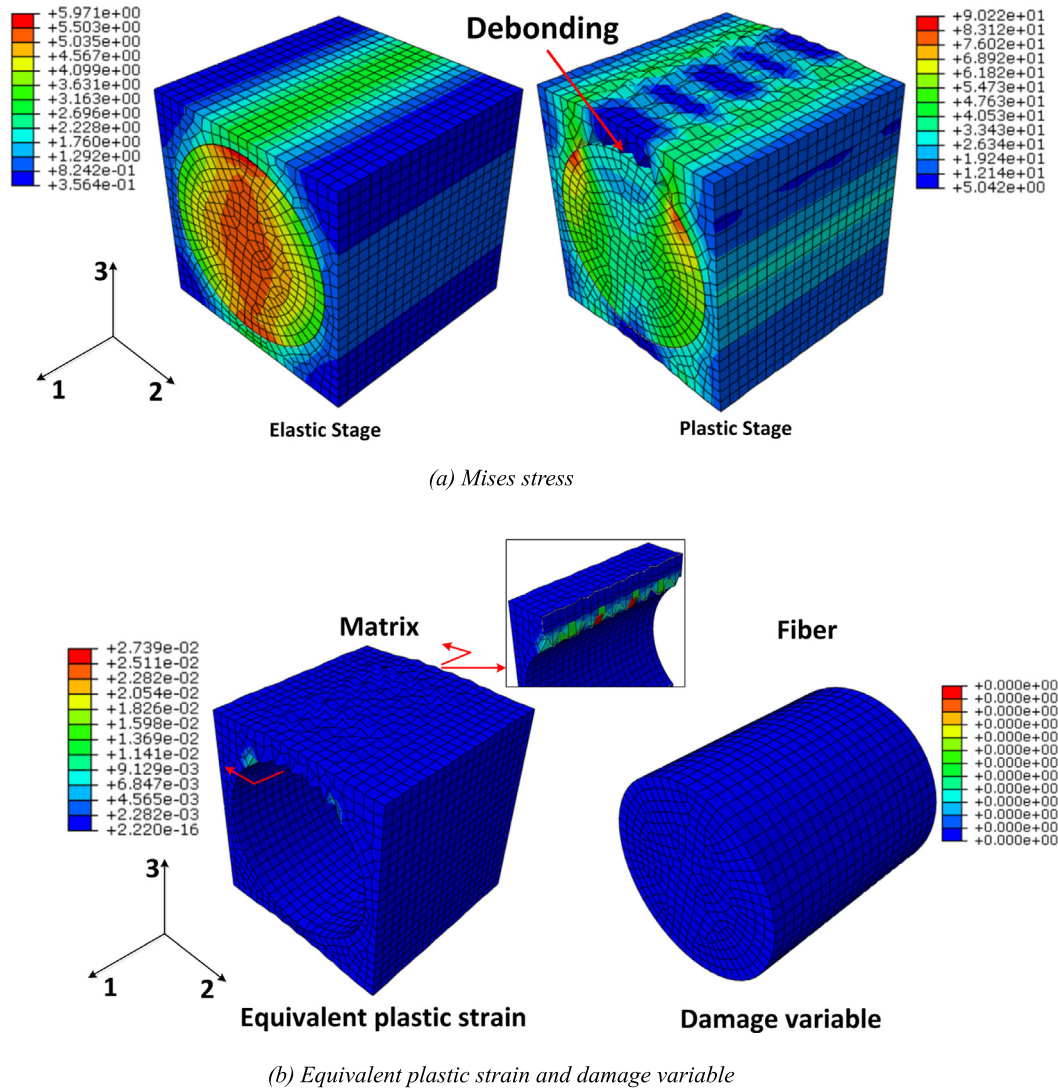 +5.971e+00
+5.503e+00
+5.035e+00
+4.567e+00
+4.099e+00
+3.631e+00
+3.163e+00
+2.696e+00
+2.228e+00
+1.760e+00
+1.292e+00
+8.242e-01
+3.564e-01
Debonding
+9.022e+01
+8.312e+01
+7.602e+01
+6.892e+01
+6.182e+01
+5.473e+01
+4.763e+01
+4.053e+01
+3.343e+01
+2.634e+01
+1.924e+01
+1.214e+01
+5.042e+00
3
1
2
Elastic Stage
Plastic Stage
(a) Mises stress
Matrix
Fiber
+2.739e-02
+2.511e-02
+2.282e-02
+2.054e-02
+1.826e-02
+1.598e-02
+1.369e-02
+1.141e-02
+9.129e-03
+6.847e-03
+4.565e-03
+2.282e-03
+2.220e-16
+0.000e+00
+0.000e+00
+0.000e+00
+0.000e+00
+0.000e+00
+0.000e+00
+0.000e+00
+0.000e+00
+0.000e+00
+0.000e+00
+0.000e+00
+0.000e+00
+0.000e+00
3
1
2
Equivalent plastic strain
Damage variable
(b) Equivalent plastic strain and damage variable